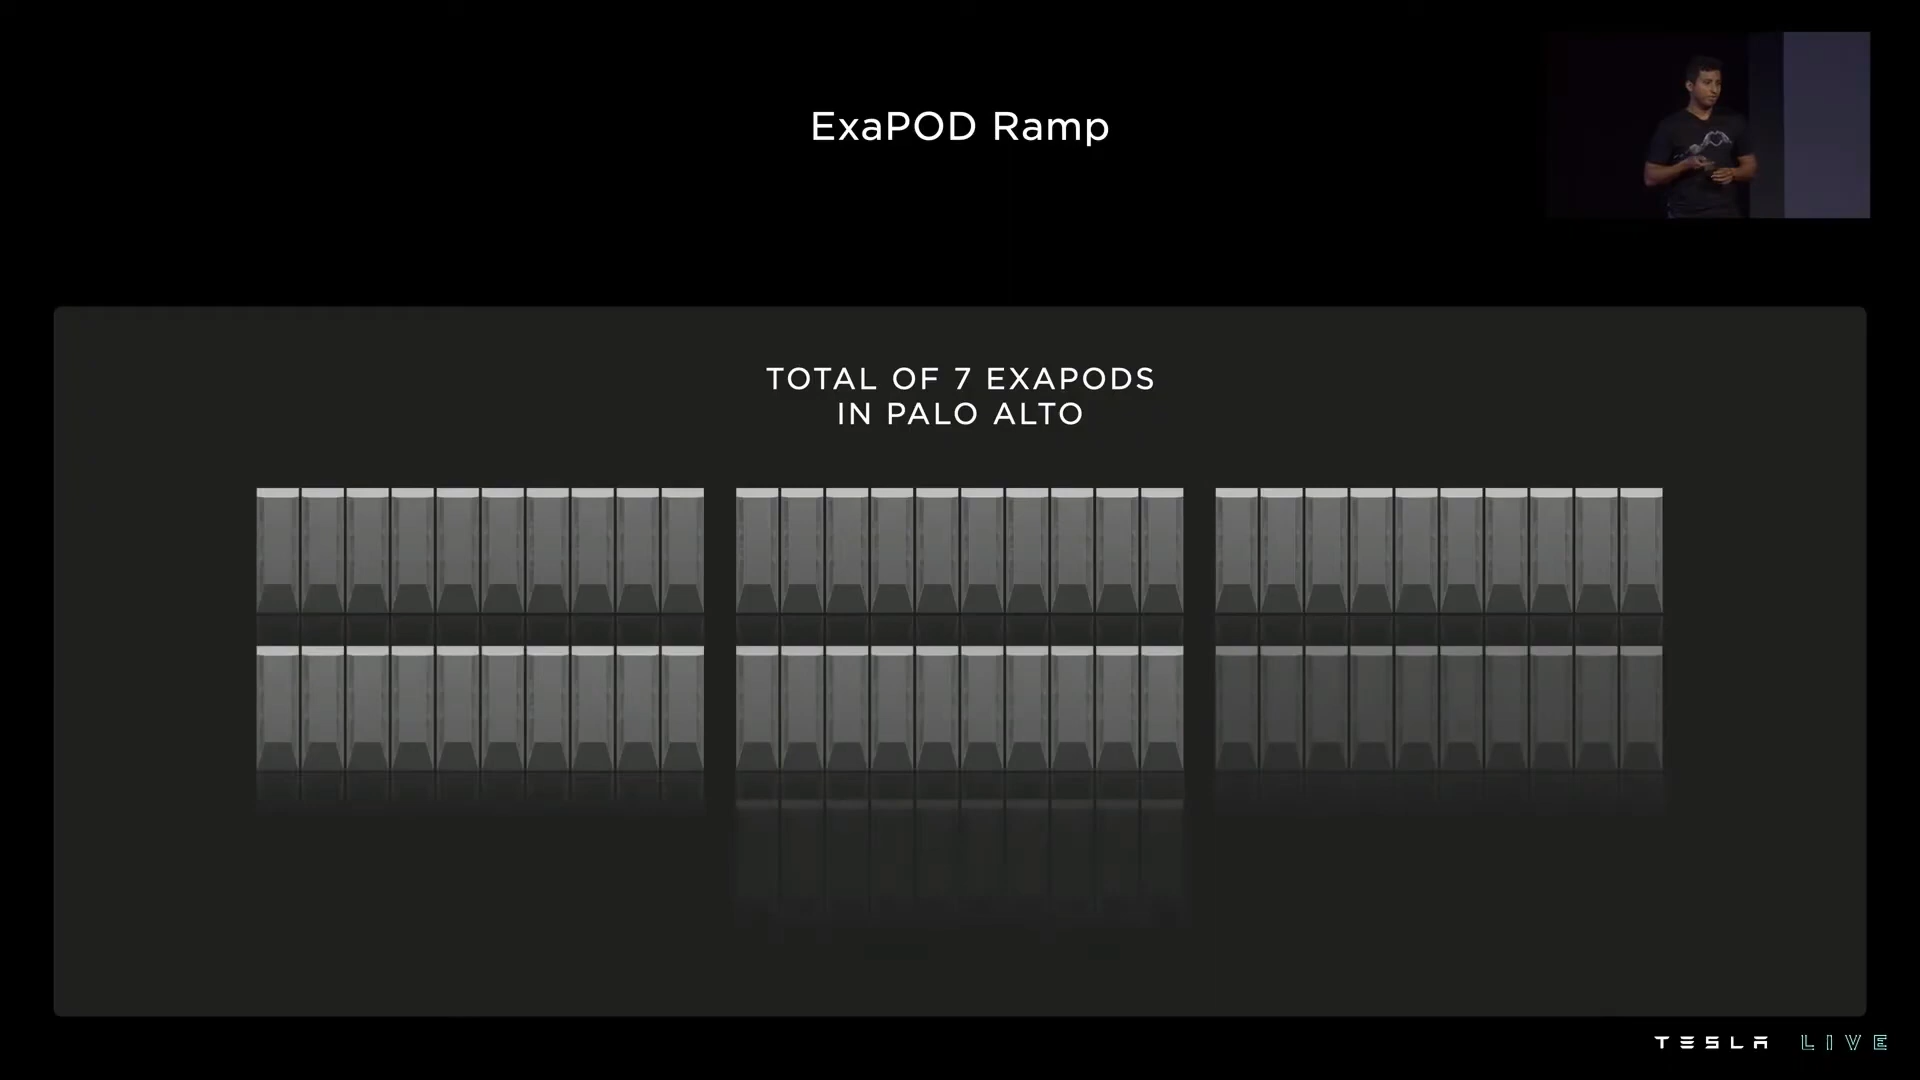 ExaPOD Ramp
TOTAL OF 7 EXAPODS
IN PALO ALTO
TESLA LIVE